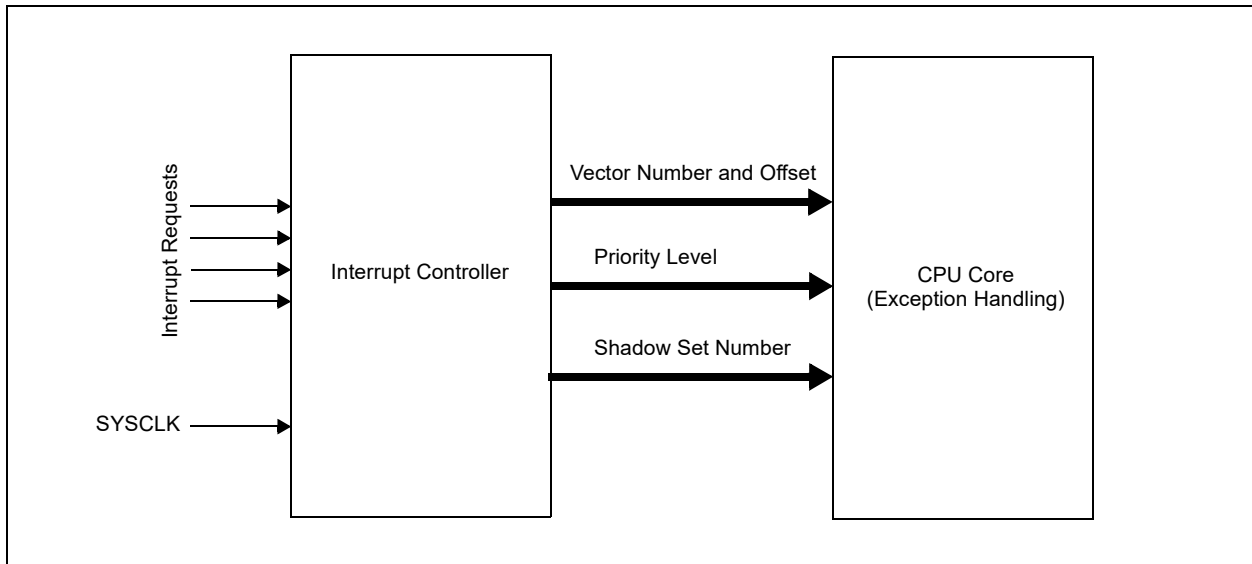 Interrupt Requests
SYSCLK
Interrupt Controller
Vector Number and Offset
Priority Level
Shadow Set Number
CPU Core
(Exception Handling)